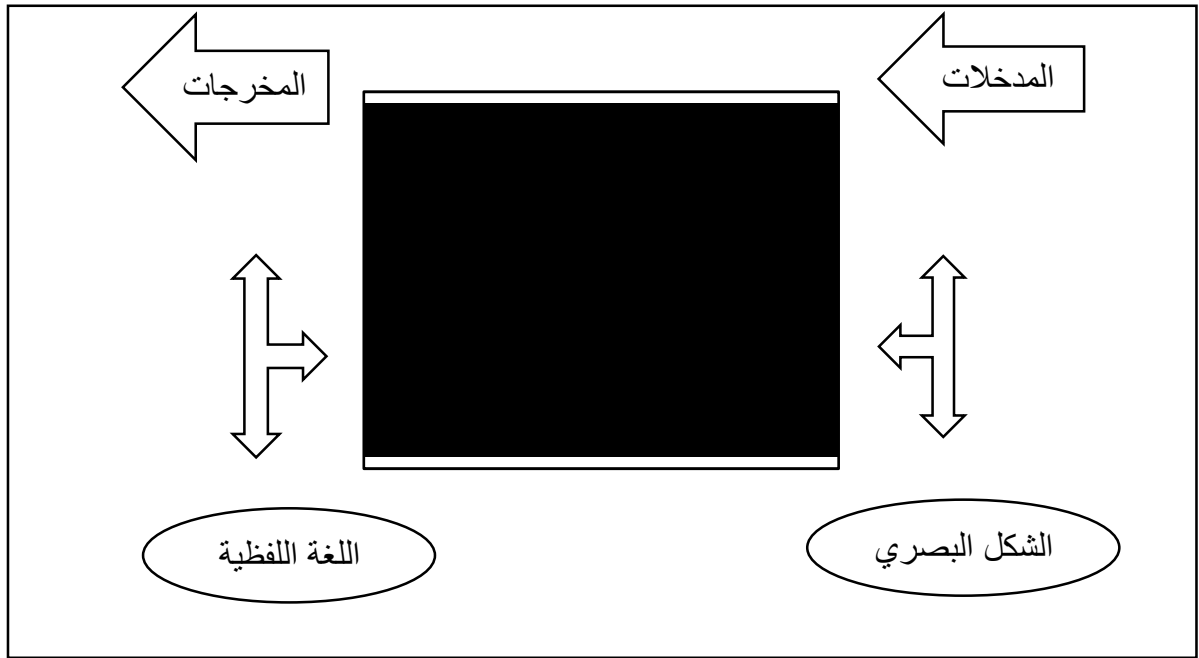 المدخلات
المخرجات
الشكل البصري
اللغة اللفظية